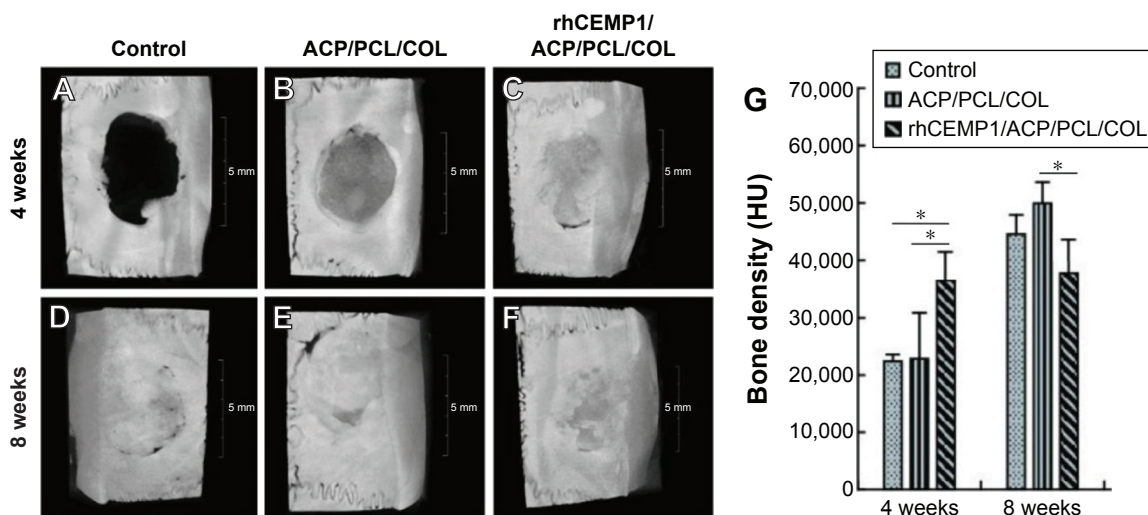 Control
ACP/PCL/COL
rhCEMP1/
ACP/PCL/COL
4 weeks
A
5 mm
B
5 mm
C
5 mm
8 weeks
D
5 mm
E
5 mm
F
5 mm
G
Control
ACP/PCL/COL
rhCEMP1/ACP/PCL/COL
Bone density (HU)
70,000
60,000
50,000
40,000
30,000
20,000
10,000
0
*
*
*
4 weeks
8 weeks